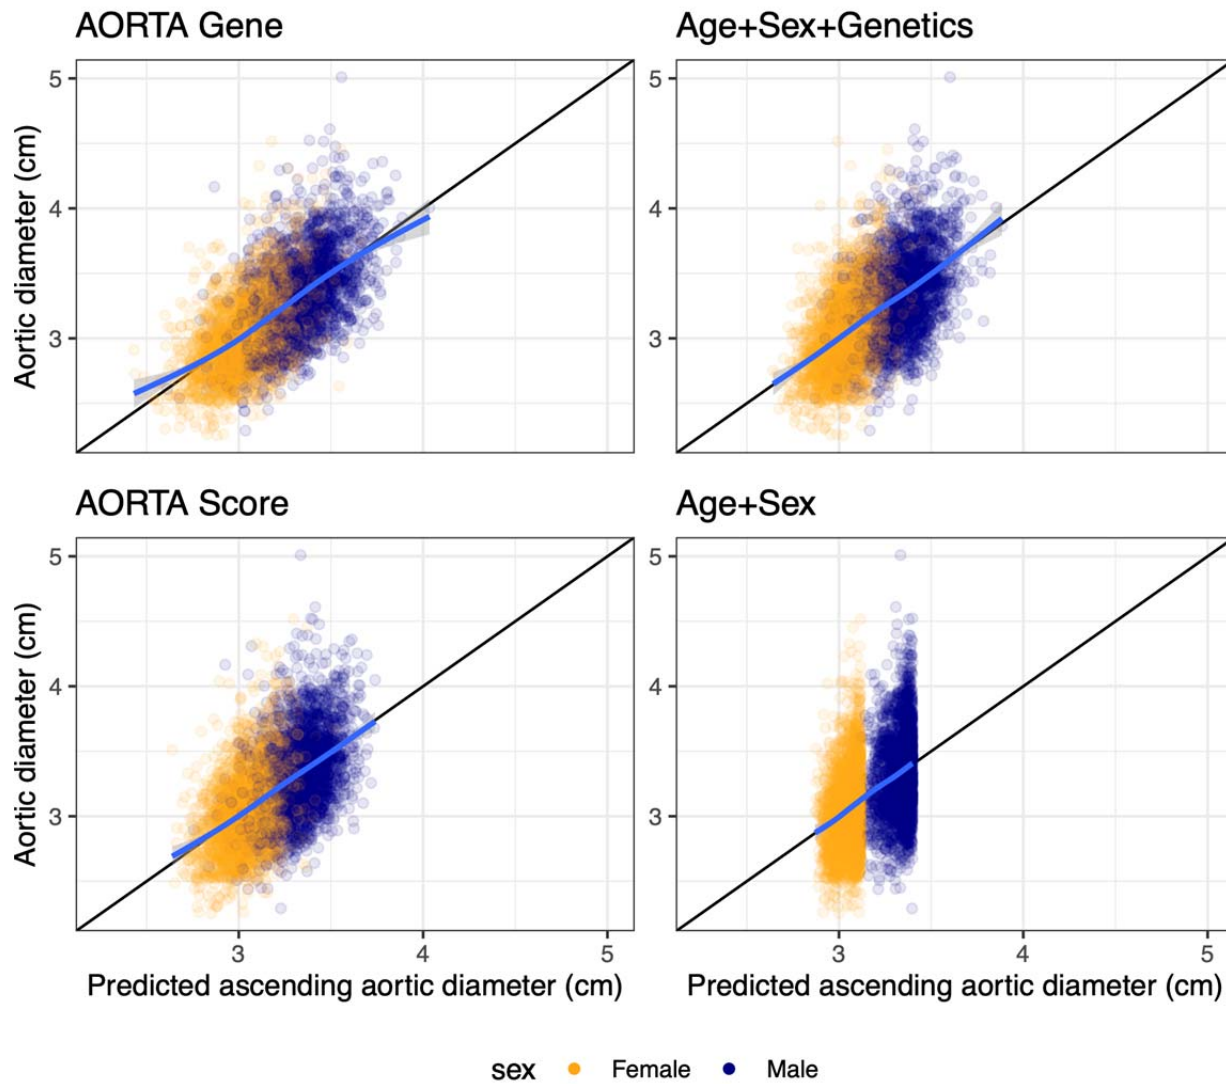 AORTA Gene
Age+Sex+Genetics
5
4
3
Aortic diameter (cm)
5
4
3
AORTA Score
Age+Sex
5
4
3
Aortic diameter (cm)
5
4
3
3 4 5
3 4 5
Predicted ascending aortic diameter (cm)
Predicted ascending aortic diameter (cm)
sex Female Male